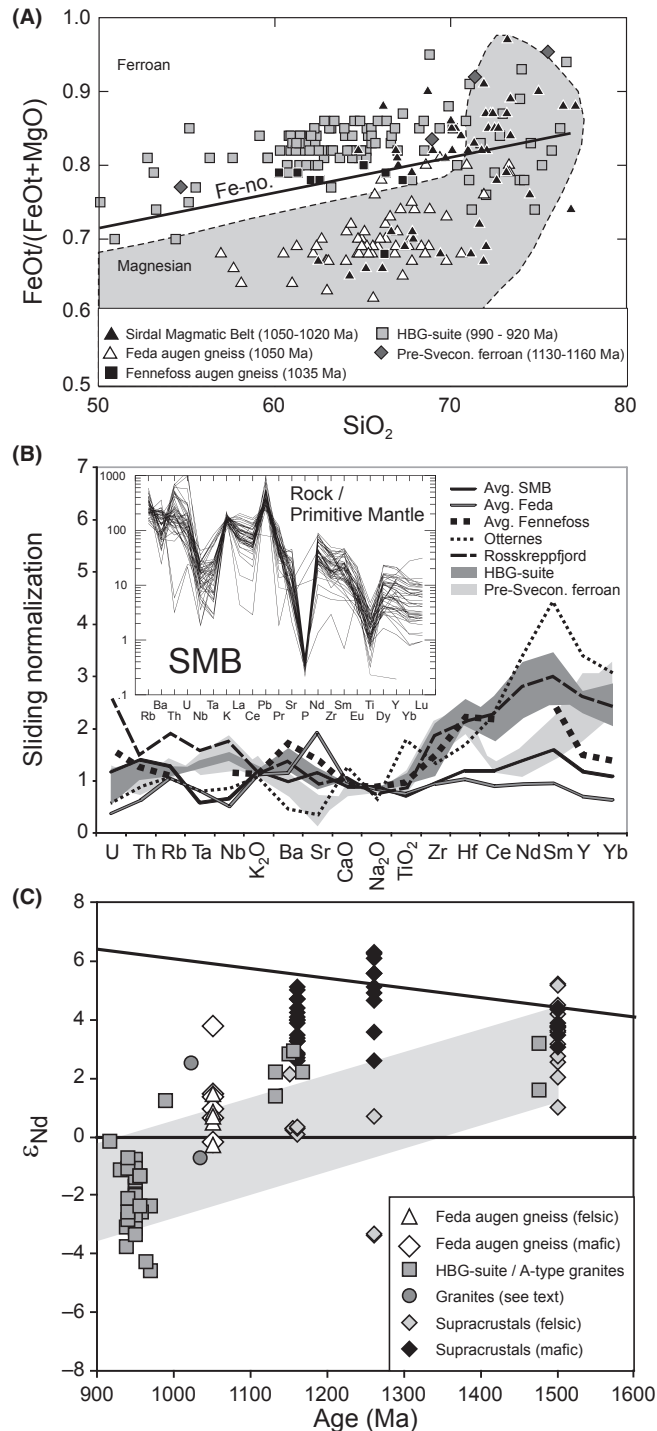 (A)
1.0
0.9
0.8
0.7
0.6
0.5
FeOt/(FeOt+MgO)
Ferroan
Fe-no.
Magnesian
Sirdal Magmatic Belt (1050-1020 Ma)
Feda augen gneiss (1050 Ma)
Fennefoss augen gneiss (1035 Ma)
HBG-suite (990 - 920 Ma)
Pre-Svecon. ferroan (1130-1160 Ma)
50 60 70 80
SiO2
(B)
7
6
5
4
3
2
1
0
Sliding normalization
1000
100
10
1
.1
Rock /
Primitive Mantle
SMB
Ba U Ta La Pb Sr Nd Sm Ti Y Lu
Rb Th Nb K Ce Pr P Zr Eu Dy Yb
Avg. SMB
Avg. Feda
Avg. Fennefoss
Otternes
Rosskreppfjord
HBG-suite
Pre-Svecon. ferroan
U Th Rb Ta Nb K2O Ba Sr CaO Na2O TiO2 Zr Hf Ce Nd Sm Y Yb
(C)
8
6
4
2
0
−2
−4
−6
−8
εNd
Feda augen gneiss (felsic)
Feda augen gneiss (mafic)
HBG-suite / A-type granites
Granites (see text)
Supracrustals (felsic)
Supracrustals (mafic)
900 1000 1100 1200 1300 1400 1500 1600
Age (Ma)